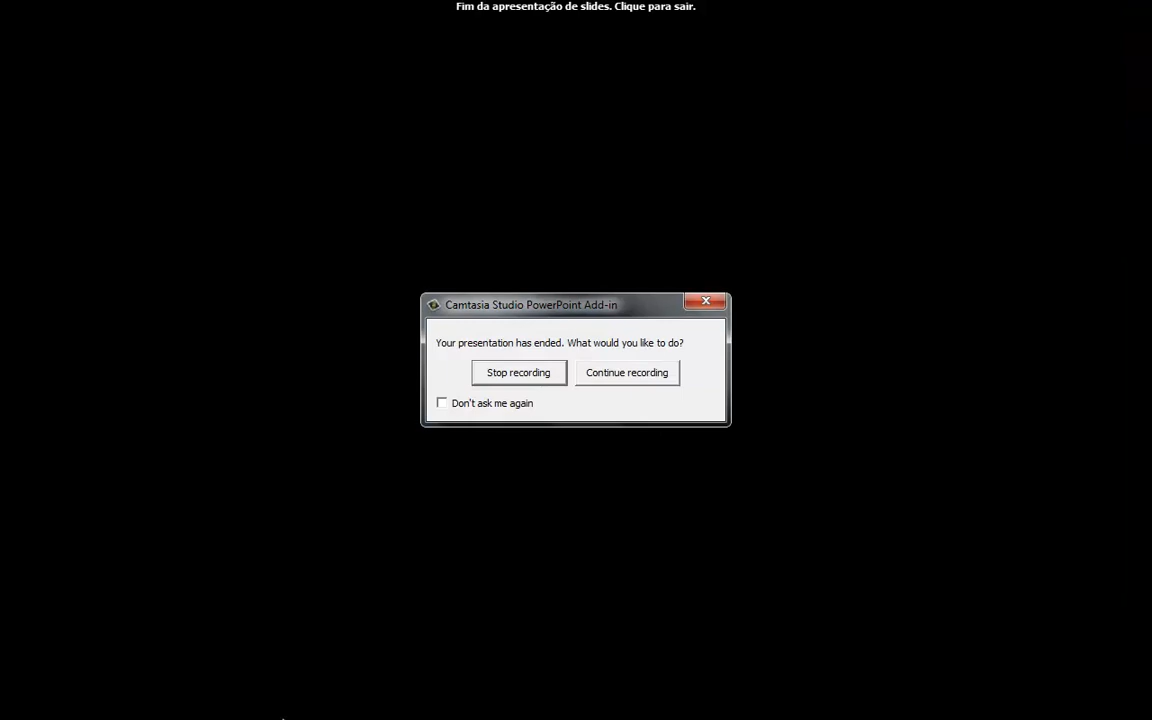 Fim da apresentação de slides. Clique para sair.
Camtasia Studio PowerPoint Add-in
Your presentation has ended. What would you like to do?
Stop recording
Continue recording
Don't ask me again